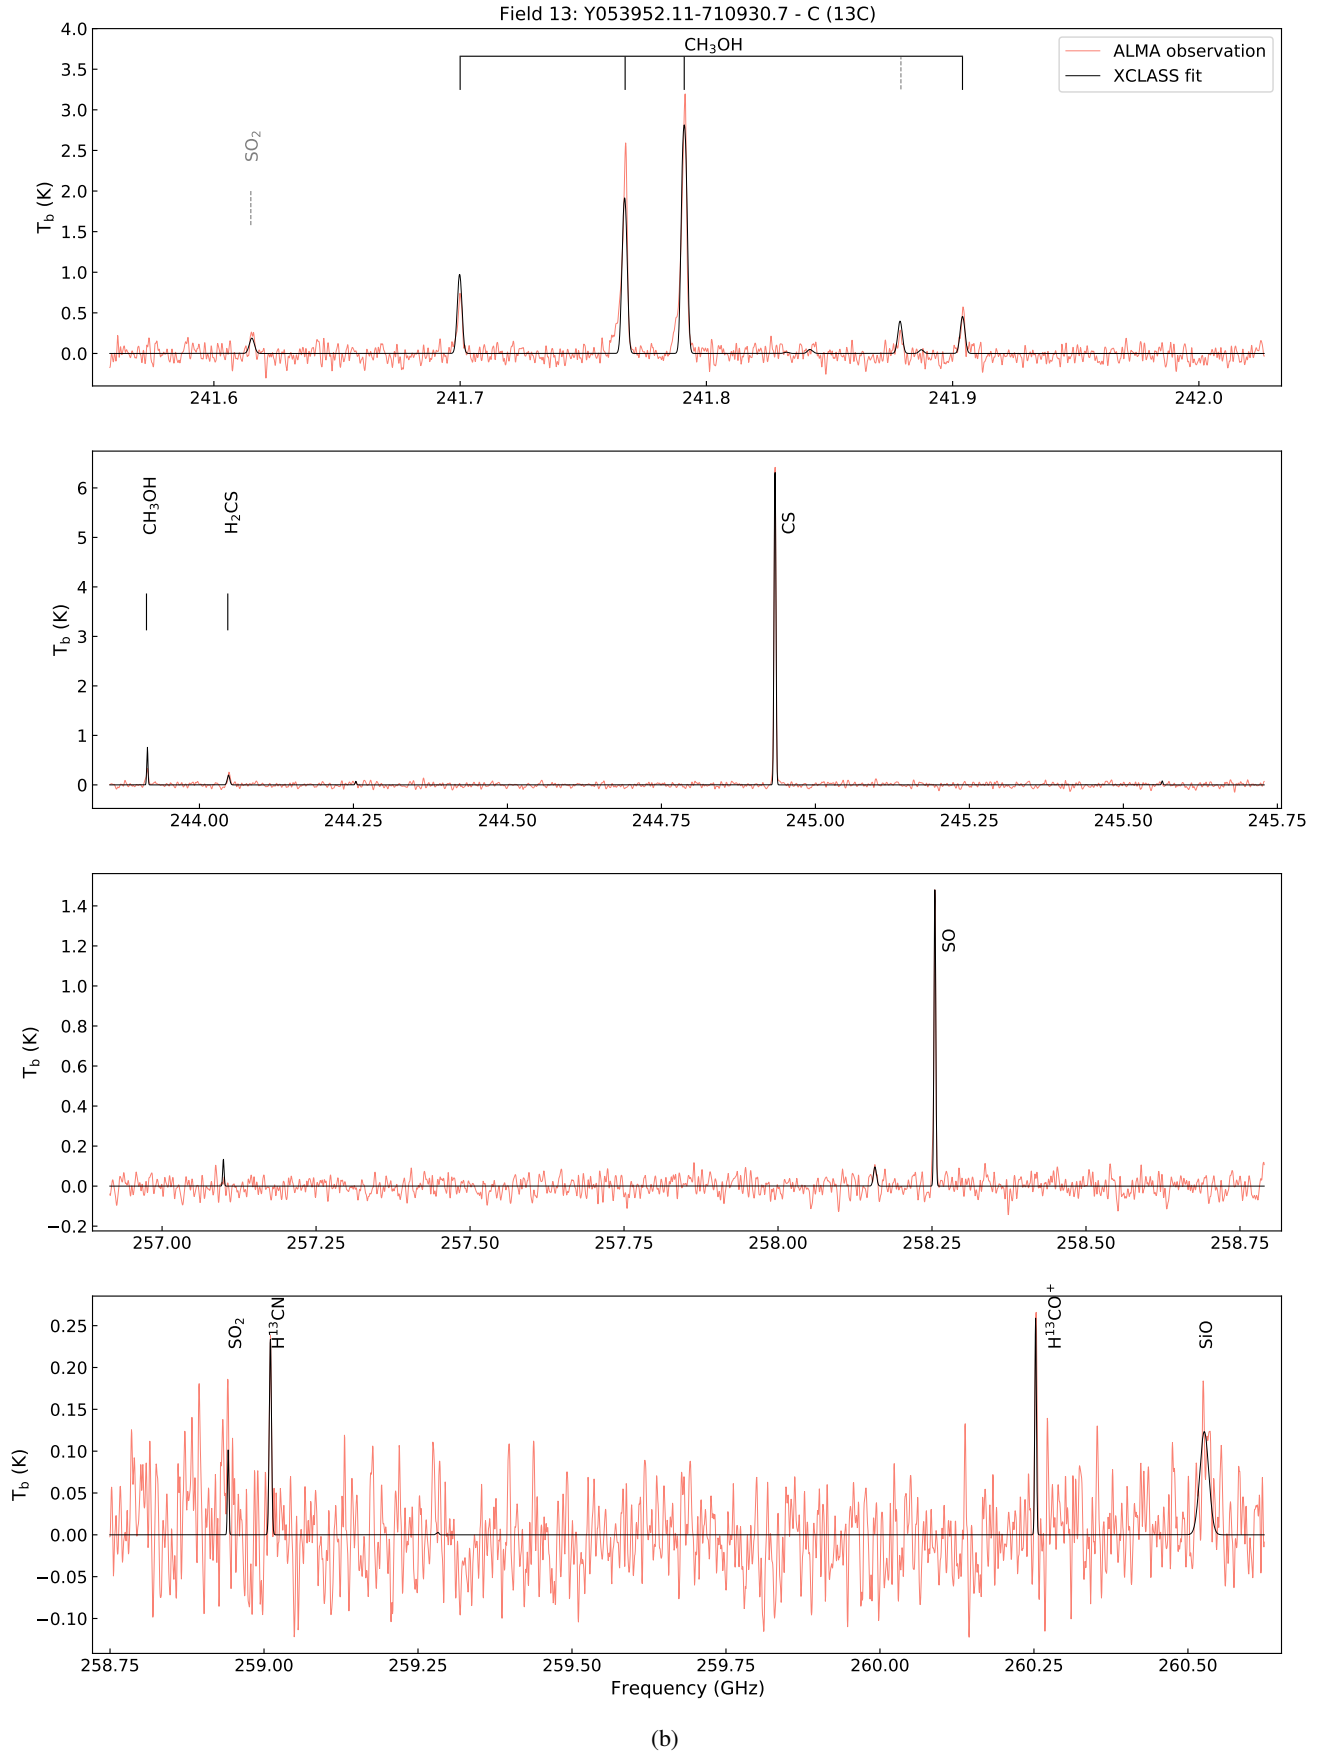 Field 13: Y053952.11-710930.7 - C (13C)
4.0
3.5
3.0
2.5
2.0
1.5
1.0
0.5
0.0
T_b (K)
CH₃OH
SO₂
ALMA observation
XCLASS fit
241.6 241.7 241.8 241.9 242.0
6
5
4
3
2
1
0
T_b (K)
CH₃OH
H₂CS
CS
244.00 244.25 244.50 244.75 245.00 245.25 245.50 245.75
1.4
1.2
1.0
0.8
0.6
0.4
0.2
0.0
−0.2
T_b (K)
SO
257.00 257.25 257.50 257.75 258.00 258.25 258.50 258.75
0.25
0.20
0.15
0.10
0.05
0.00
−0.05
−0.10
T_b (K)
SO₂
H¹³CN
H¹³CO⁺
SiO
258.75 259.00 259.25 259.50 259.75 260.00 260.25 260.50
Frequency (GHz)
(b)